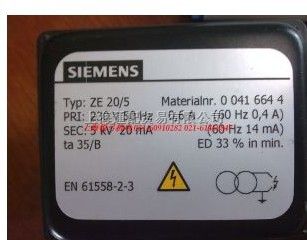 SIEMENS
Typ: ZE 20/5 Materialnr. 0 041 664 4
PRI: 230 V 50 Hz 0,6 A (60 Hz 0,4 A)
SEC: 5 kV 20 mA (60 Hz 14 mA)
ta 35/B ED 33 % in min.
EN 61558-2-3